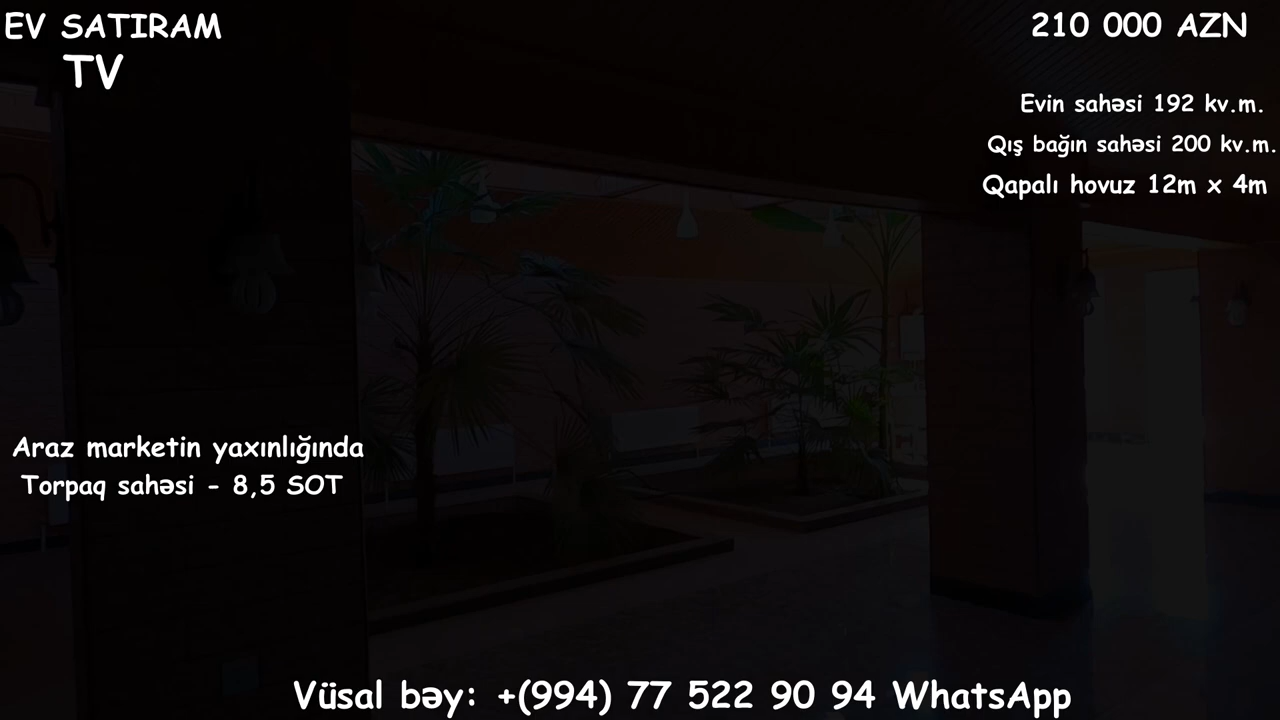 EV SATIRAM
TV
210 000 AZN
Evin sahəsi 192 kv.m.
Qış bağın sahəsi 200 kv.m.
Qapalı hovuz 12m x 4m
Araz marketin yaxınlığında
Torpaq sahəsi - 8,5 SOT
Vüsal bəy: +(994) 77 522 90 94 WhatsApp